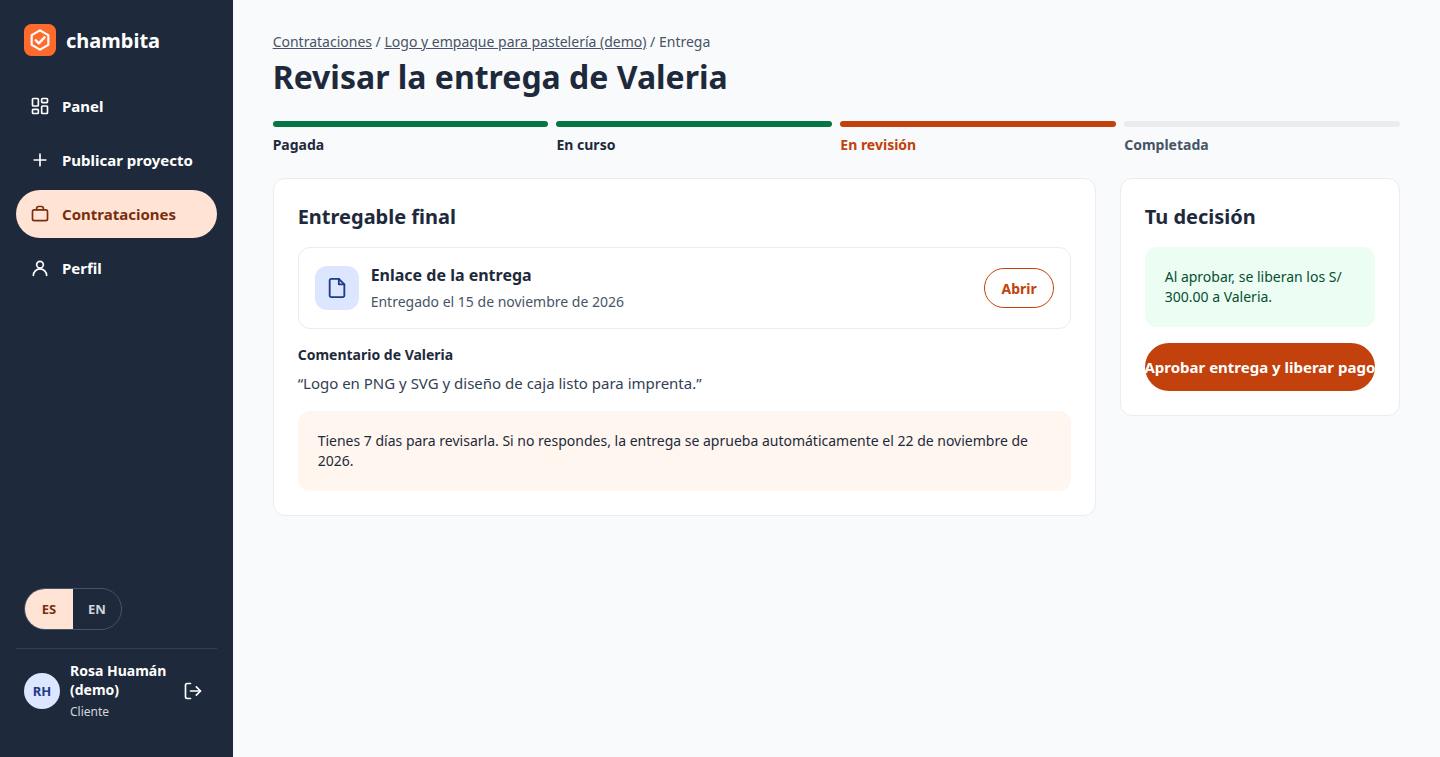 chambita
Panel
Publicar proyecto
Contrataciones
Perfil
ES EN
Rosa Huamán
(demo)
RH
Cliente
Contrataciones / Logo y empaque para pastelería (demo) / Entrega
Revisar la entrega de Valeria
Pagada
En curso
En revisión
Completada
Entregable final
Enlace de la entrega
Entregado el 15 de noviembre de 2026
Abrir
Comentario de Valeria
“Logo en PNG y SVG y diseño de caja listo para imprenta.”
Tienes 7 días para revisarla. Si no respondes, la entrega se aprueba automáticamente el 22 de noviembre de
2026.
Tu decisión
Al aprobar, se liberan los S/
300.00 a Valeria.
Aprobar entrega y liberar pago